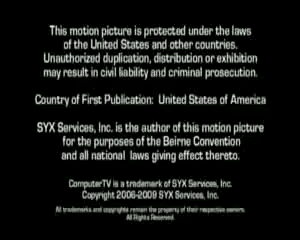 This motion picture is protected under the laws
of the United States and other countries.
Unauthorized duplication, distribution or exhibition
may result in civil liability and criminal prosecution.
Country of First Publication: United States of America
SYX Services, Inc. is the author of this motion picture
for the purposes of the Beirne Convention
and all national laws giving effect thereto.
ComputerTV is a trademark of SYX Services, Inc.
Copyright 2006-2009 SYX Services, Inc.
All trademarks and copyrights remain the property of their respective owners.
All Rights Reserved.